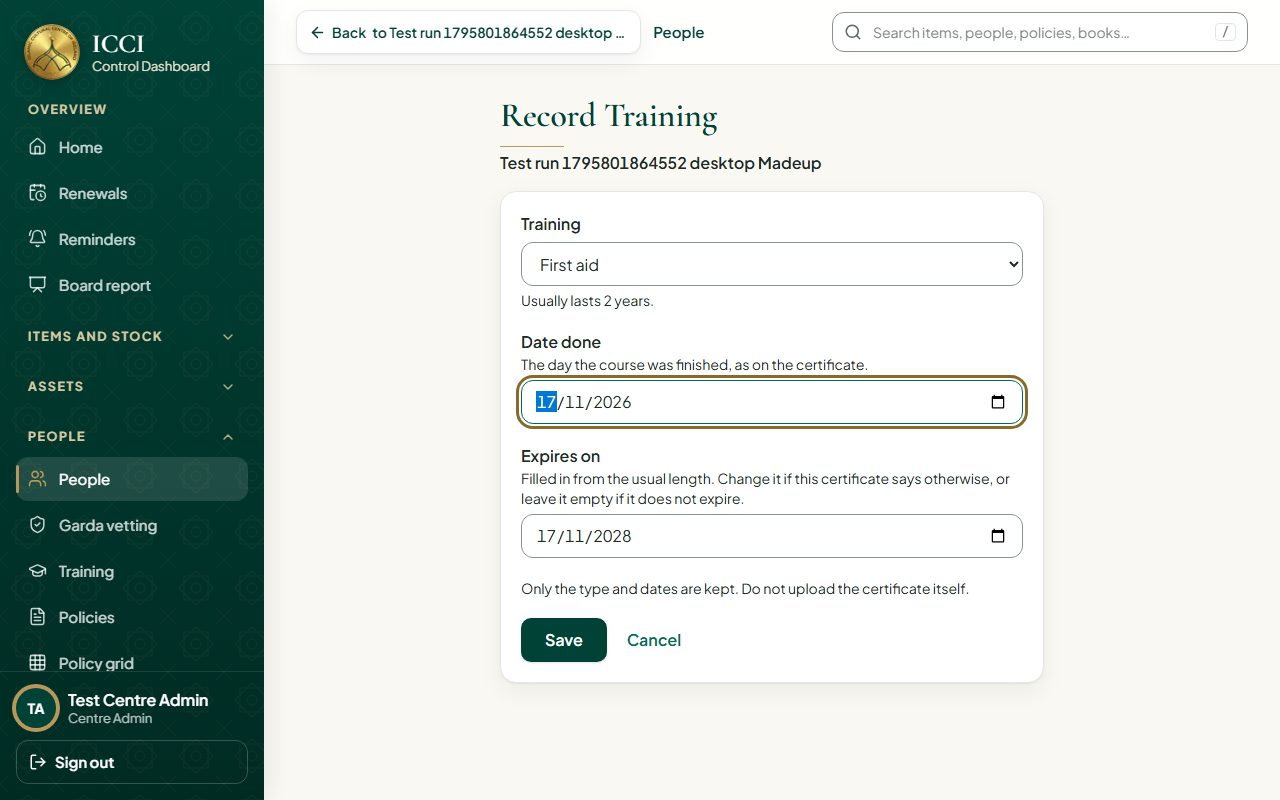 ICCI
Control Dashboard
OVERVIEW
Home
Renewals
Reminders
Board report
ITEMS AND STOCK
ASSETS
PEOPLE
People
Garda vetting
Training
Policies
Policy grid
TA
Test Centre Admin
Centre Admin
Sign out
Back to Test run 1795801864552 desktop …
People
Search items, people, policies, books…
/
Record Training
Test run 1795801864552 desktop Madeup
Training
First aid
Usually lasts 2 years.
Date done
The day the course was finished, as on the certificate.
17/11/2026
Expires on
Filled in from the usual length. Change it if this certificate says otherwise, or
leave it empty if it does not expire.
17/11/2028
Only the type and dates are kept. Do not upload the certificate itself.
Save
Cancel